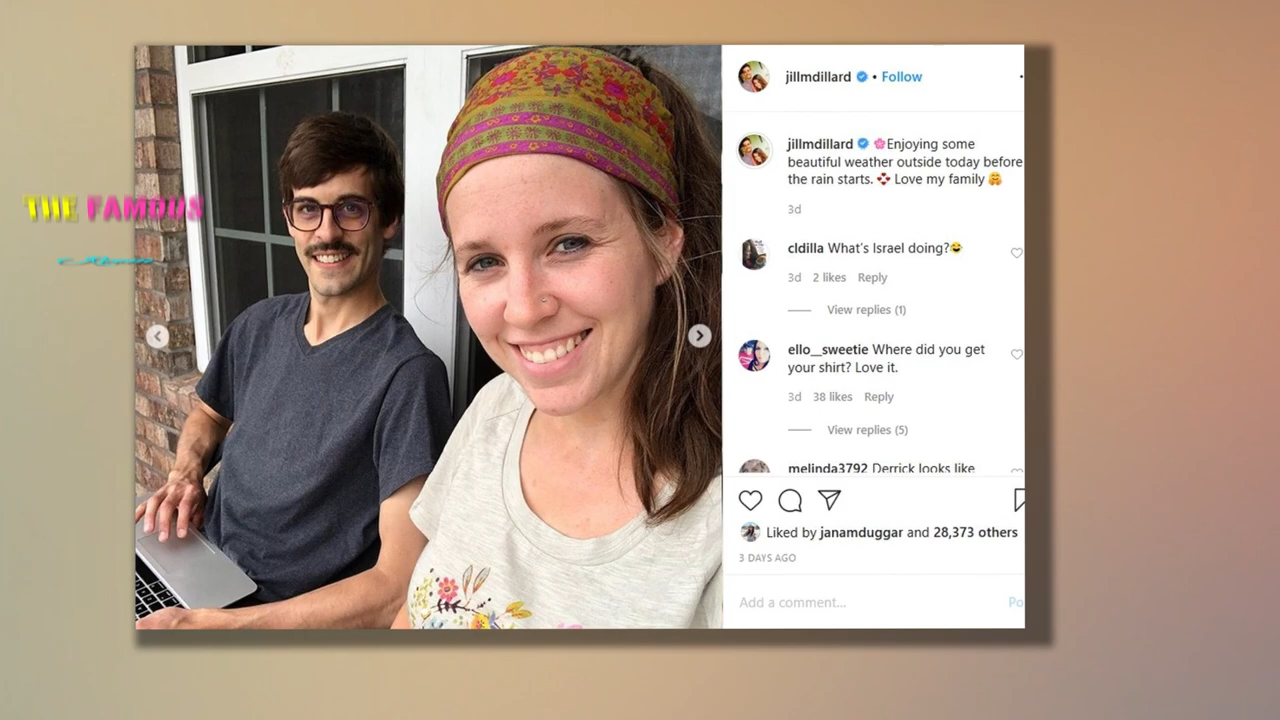 jillmdillard • Follow
jillmdillard 🌸Enjoying some
beautiful weather outside today before
the rain starts. 💞 Love my family 🤗
3d
cldilla What's Israel doing?😂
3d 2 likes Reply
View replies (1)
THE FAMOUS
ello__sweetie Where did you get
your shirt? Love it.
3d 38 likes Reply
View replies (5)
melinda3792 Derrick looks like
Liked by janamduggar and 28,373 others
3 DAYS AGO
Add a comment...
Po